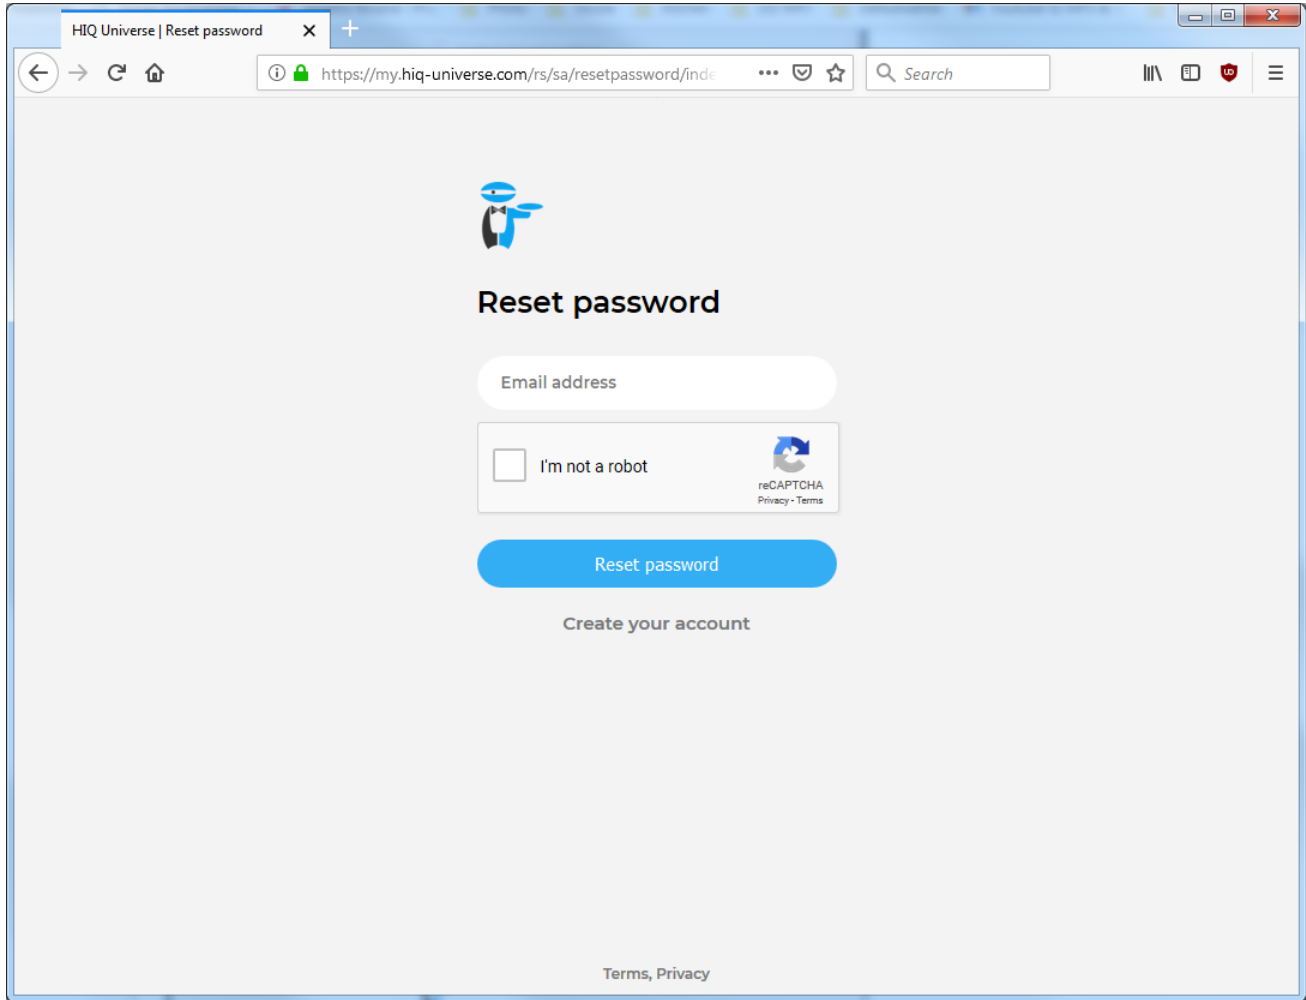 HIQ Universe | Reset password
https://my.hiq-universe.com/rs/sa/resetpassword/inde
Search
Reset password
Email address
I'm not a robot
reCAPTCHA
Privacy - Terms
Reset password
Create your account
Terms, Privacy